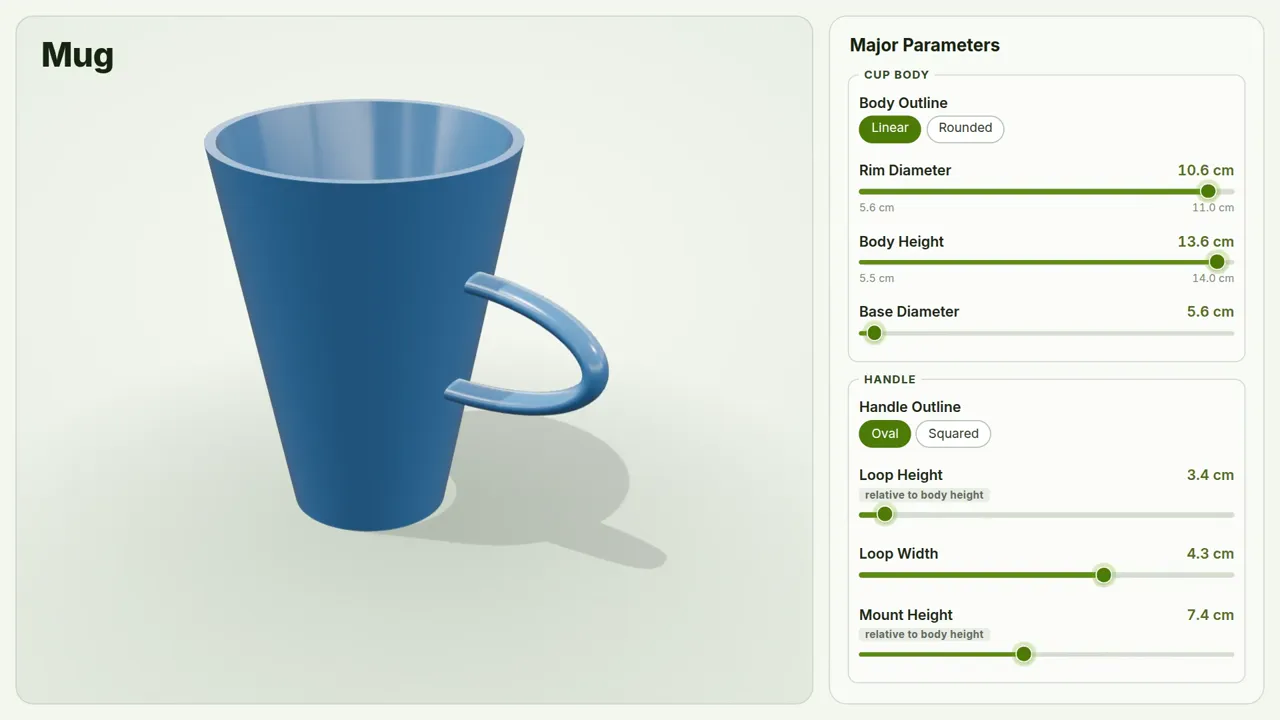 Mug
Major Parameters
CUP BODY
Body Outline
Linear Rounded
Rim Diameter 10.6 cm
5.6 cm 11.0 cm
Body Height 13.6 cm
5.5 cm 14.0 cm
Base Diameter 5.6 cm
HANDLE
Handle Outline
Oval Squared
Loop Height 3.4 cm
relative to body height
Loop Width 4.3 cm
Mount Height 7.4 cm
relative to body height